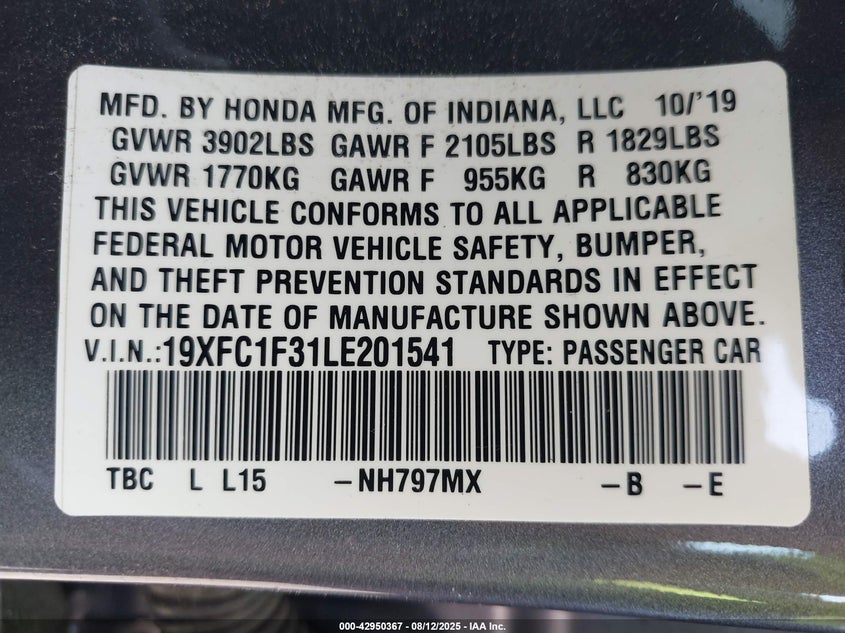 MFD. BY HONDA MFG. OF INDIANA, LLC 10/'19
GVWR 3902LBS GAWR F 2105LBS R 1829LBS
GVWR 1770KG GAWR F 955KG R 830KG
THIS VEHICLE CONFORMS TO ALL APPLICABLE
FEDERAL MOTOR VEHICLE SAFETY, BUMPER,
AND THEFT PREVENTION STANDARDS IN EFFECT
ON THE DATE OF MANUFACTURE SHOWN ABOVE.
V.I.N.:19XFC1F31LE201541 TYPE: PASSENGER CAR
TBC L L15 –NH797MX –B –E
000-42950367 - 08/12/2025 - IAA Inc.